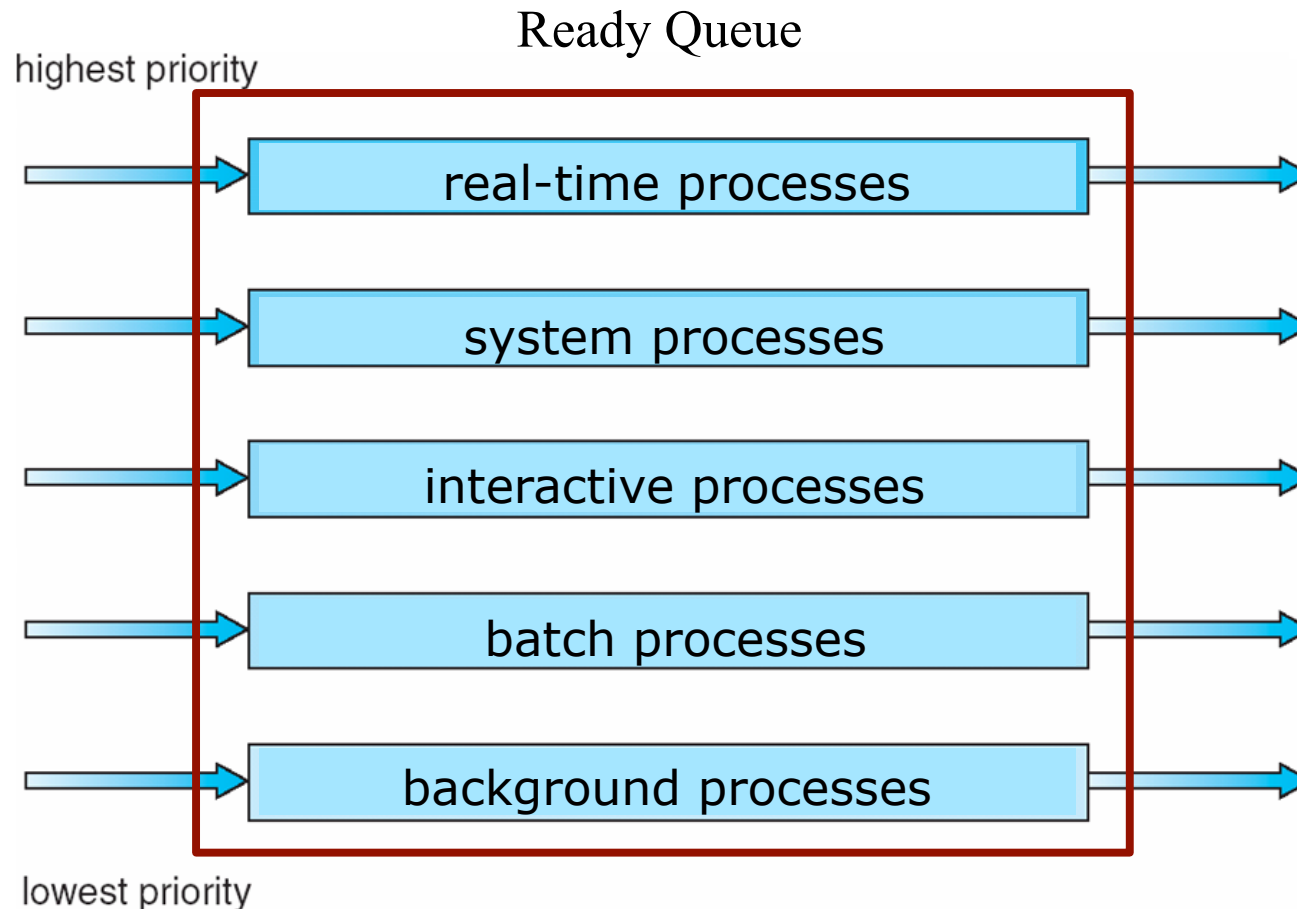 Ready Queue
highest priority
real-time processes
system processes
interactive processes
batch processes
background processes
lowest priority